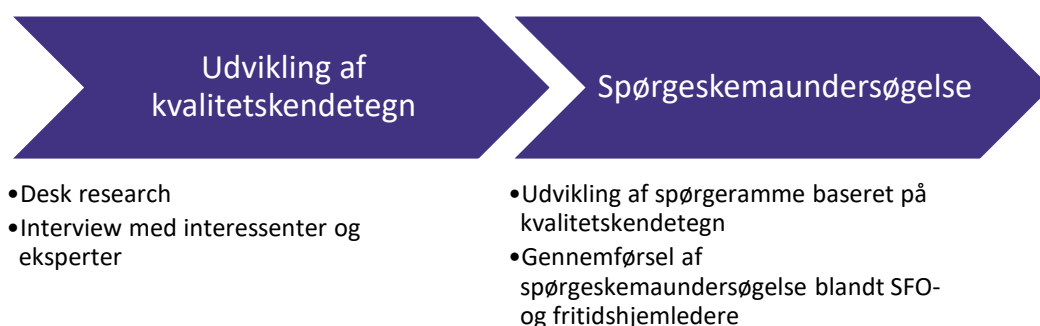 Udvikling af
kvalitetskendetegn
Spørgeskemaundersøgelse
•Desk research
•Interview med interessenter og
eksperter
•Udvikling af spørgeramme baseret på
kvalitetskendetegn
•Gennemførsel af
spørgeskemaundersøgelse blandt SFO-
og fritidshjemledere